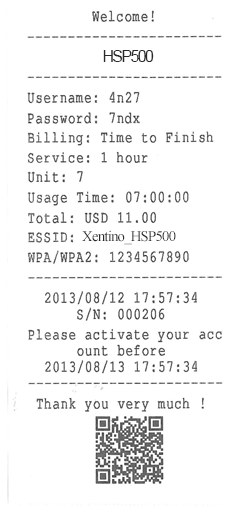 Welcome!
HSP500
Username: 4n27
Password: 7ndx
Billing: Time to Finish
Service: 1 hour
Unit: 7
Usage Time: 07:00:00
Total: USD 11.00
ESSID: Xentino_HSP500
WPA/WPA2: 1234567890
2013/08/12 17:57:34
S/N: 000206
Please activate your acc
ount before
2013/08/13 17:57:34
Thank you very much !